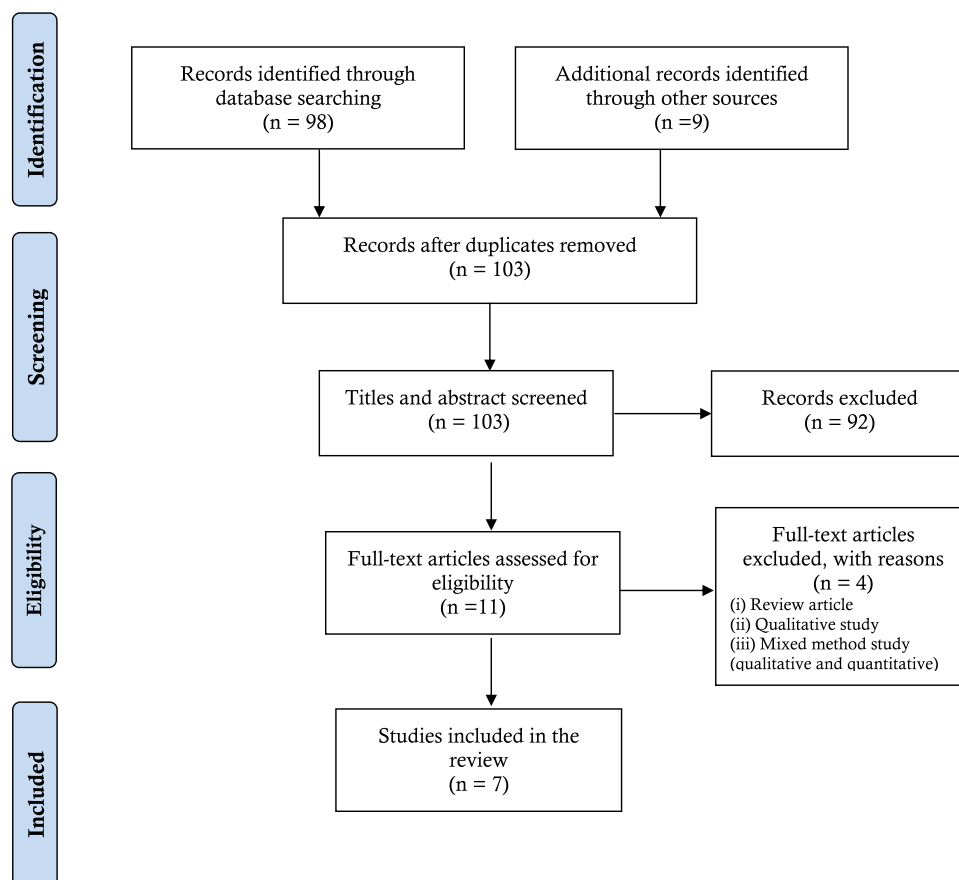 Identification
Records identified through
database searching
(n = 98)
Additional records identified
through other sources
(n =9)
Screening
Records after duplicates removed
(n = 103)
Titles and abstract screened
(n = 103)
Records excluded
(n = 92)
Eligibility
Full-text articles assessed for
eligibility
(n =11)
Full-text articles
excluded, with reasons
(n = 4)
(i) Review article
(ii) Qualitative study
(iii) Mixed method study
(qualitative and quantitative)
Included
Studies included in the
review
(n = 7)